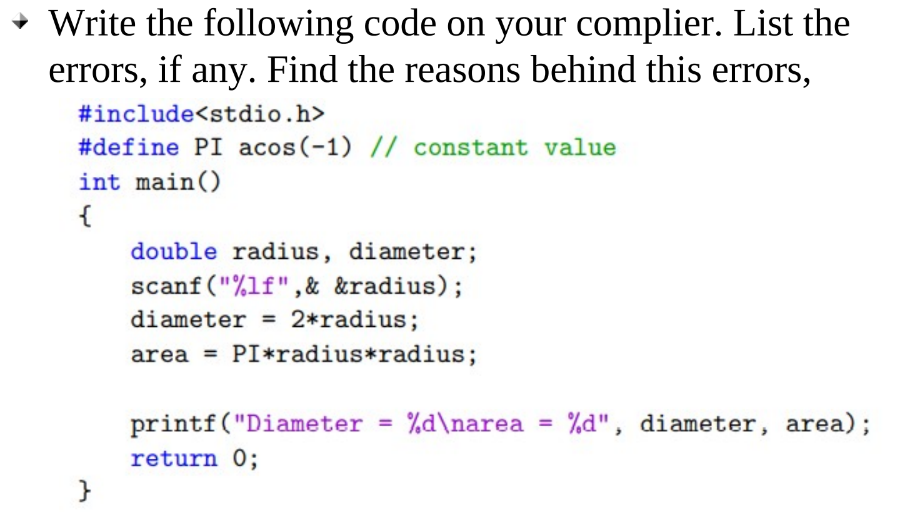 Write the following code on your complier. List the
errors, if any. Find the reasons behind this errors,
#include<stdio.h>
#define PI acos(-1) // constant value
int main()
{
double radius, diameter;
scanf("%lf",& &radius);
diameter = 2*radius;
area = PI*radius*radius;
printf("Diameter = %d\narea = %d", diameter, area);
return 0;
}